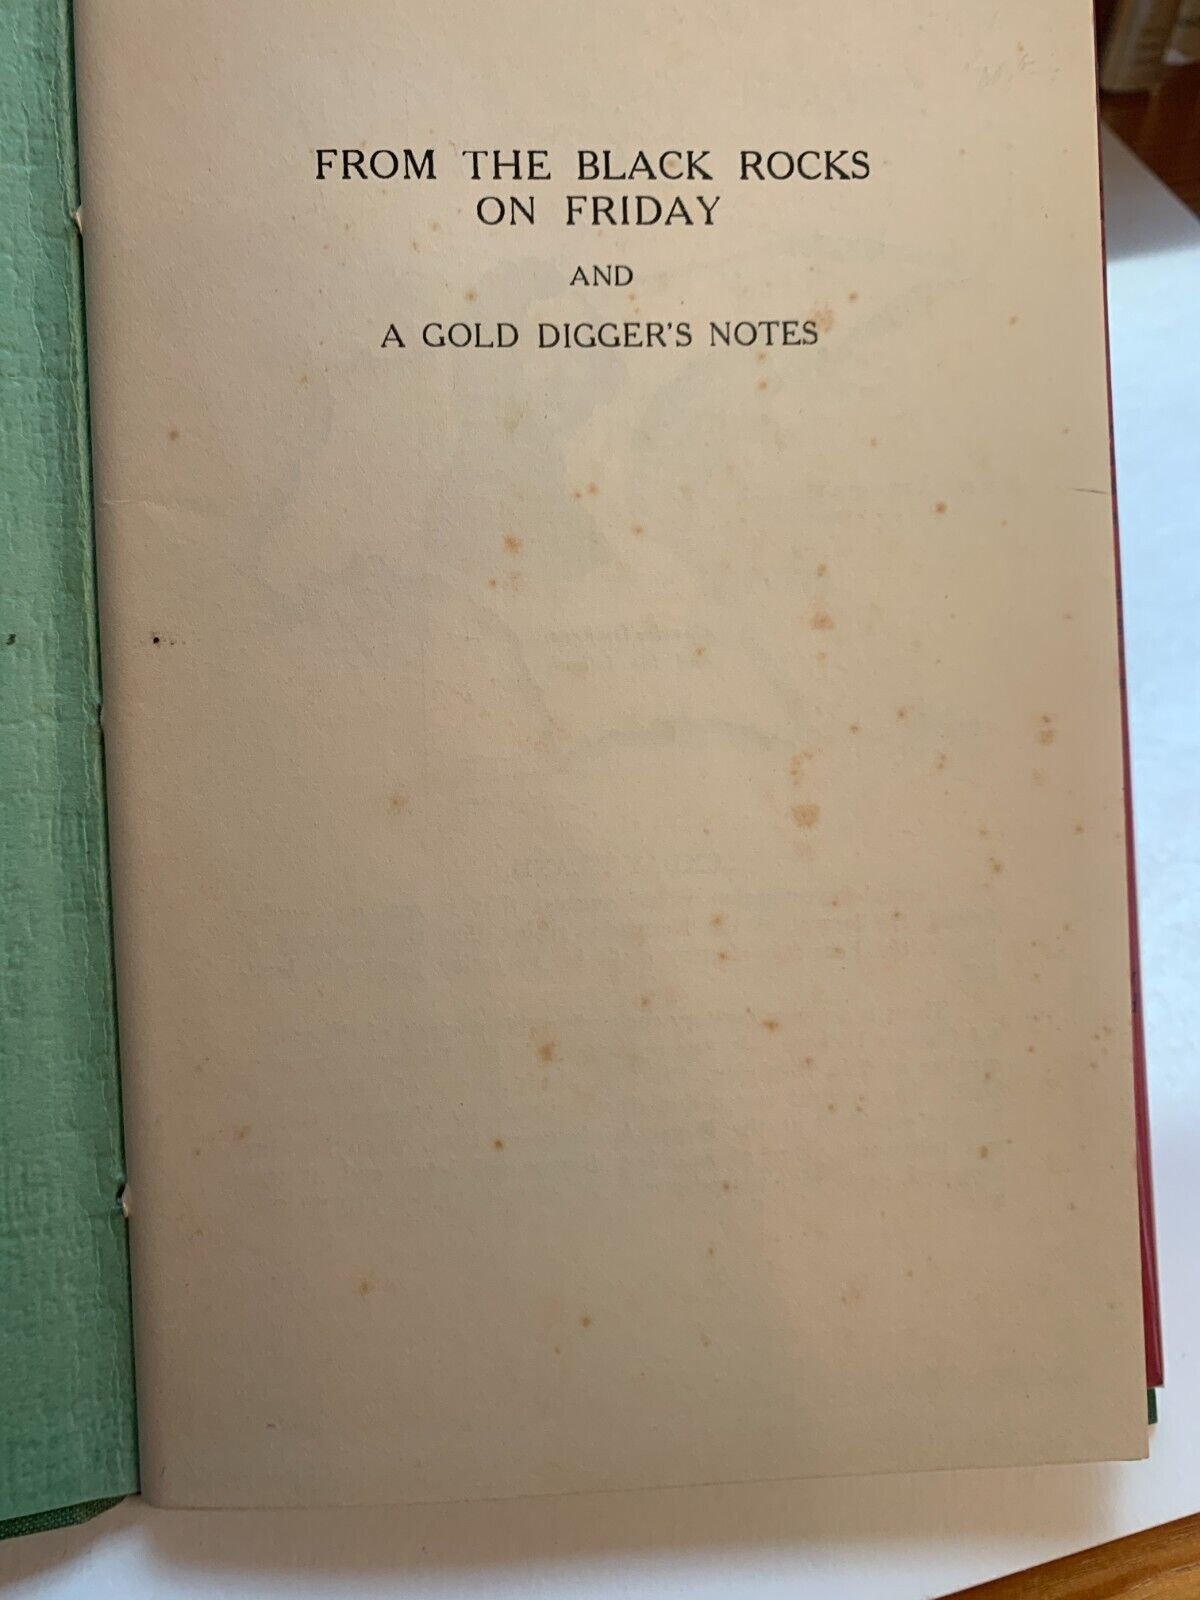 FROM THE BLACK ROCKS
ON FRIDAY
AND
A GOLD DIGGER'S NOTES